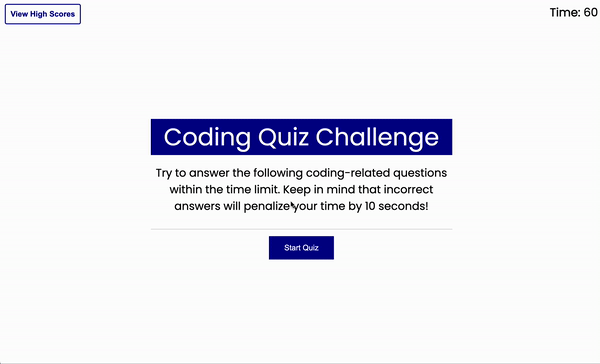 View High Scores
Time: 60
Coding Quiz Challenge
Try to answer the following coding-related questions
within the time limit. Keep in mind that incorrect
answers will penalize your time by 10 seconds!
Start Quiz